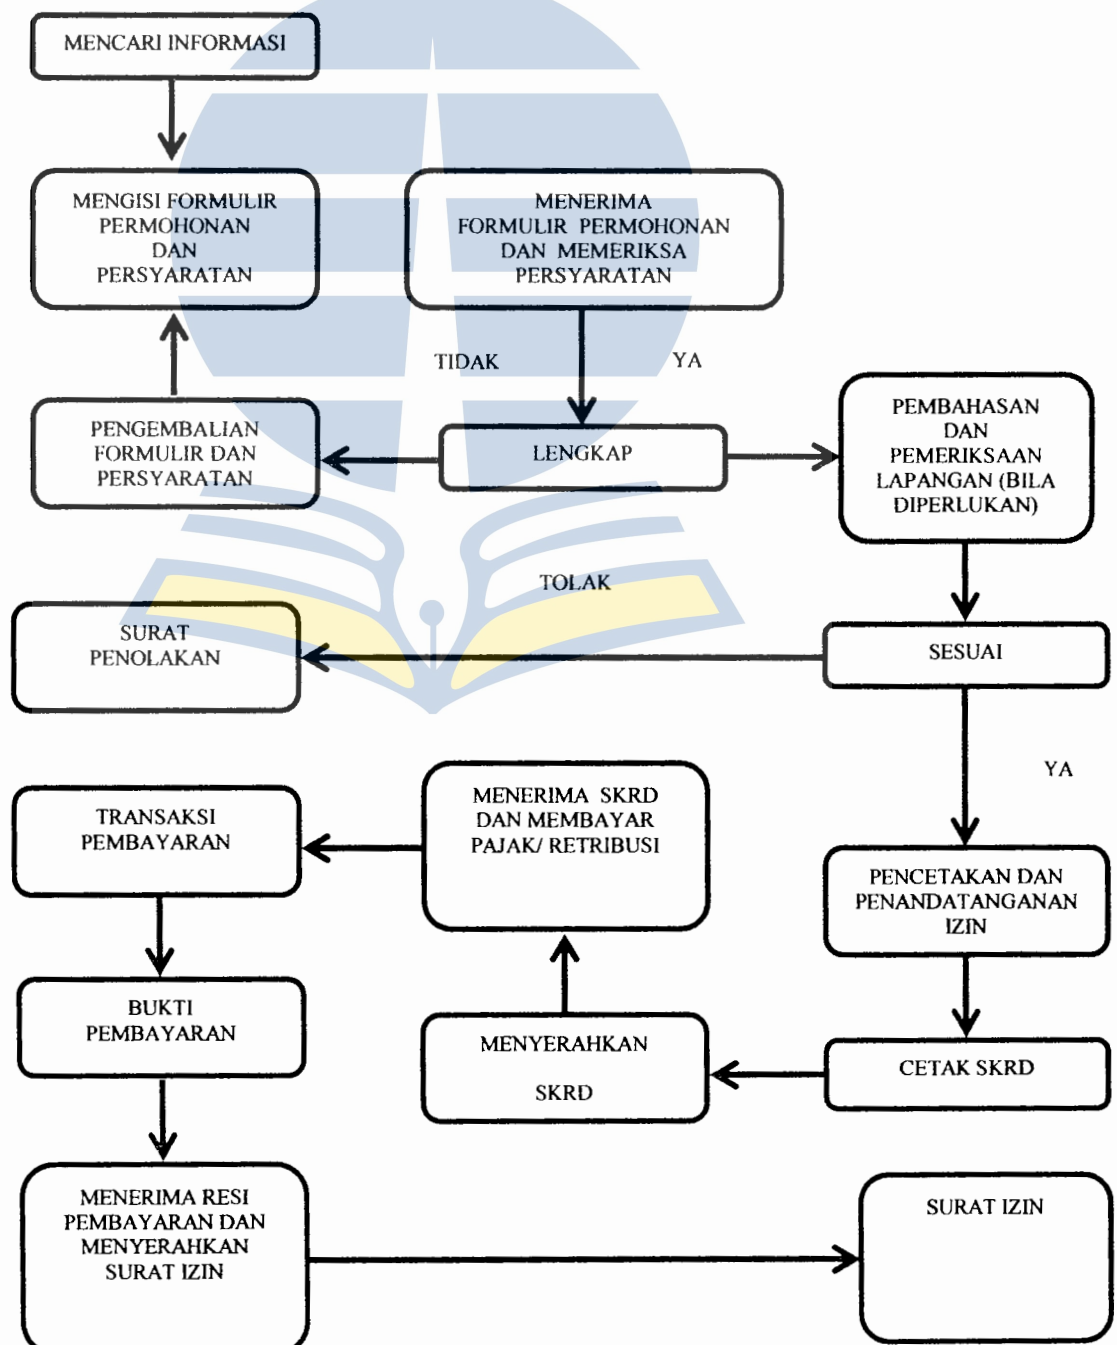 MENCARI INFORMASI
MENGISI FORMULIR
PERMOHONAN
DAN
PERSYARATAN
MENERIMA
FORMULIR PERMOHONAN
DAN MEMERIKSA
PERSYARATAN
TIDAK
YA
PENGEMBALIAN
FORMULIR DAN
PERSYARATAN
LENGKAP
PEMBAHASAN
DAN
PEMERIKSAAN
LAPANGAN (BILA
DIPERLUKAN)
TOLAK
SURAT
PENOLAKAN
SESUAI
YA
TRANSAKSI
PEMBAYARAN
MENERIMA SKRD
DAN MEMBAYAR
PAJAK/ RETRIBUSI
PENCETAKAN DAN
PENANDATANGANAN
IZIN
BUKTI
PEMBAYARAN
MENYERAHKAN
SKRD
CETAK SKRD
MENERIMA RESI
PEMBAYARAN DAN
MENYERAHKAN
SURAT IZIN
SURAT IZIN